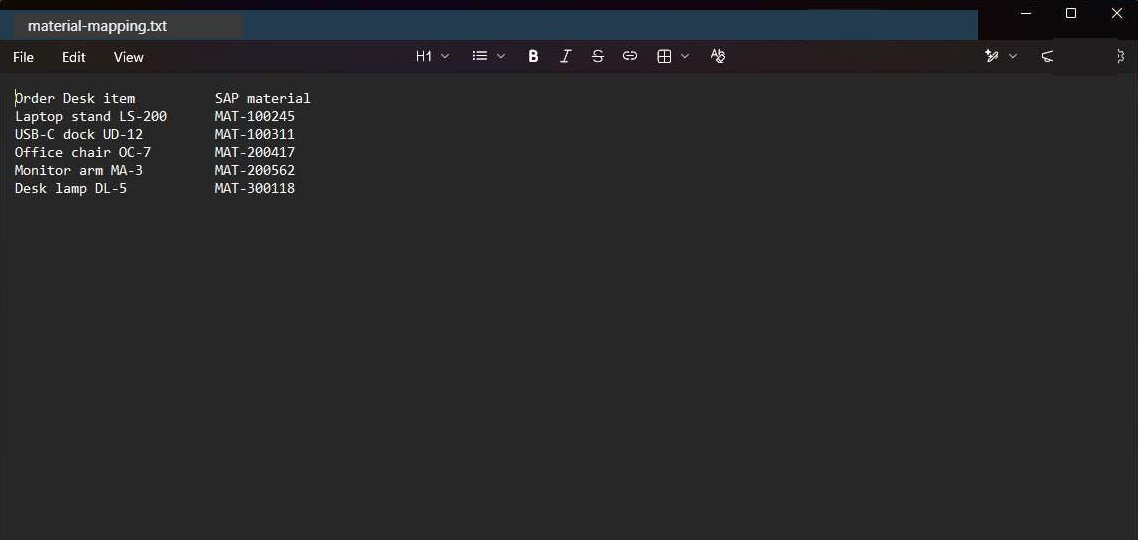 material-mapping.txt
File Edit View H1 B I S
Order Desk item SAP material
Laptop stand LS-200 MAT-100245
USB-C dock UD-12 MAT-100311
Office chair OC-7 MAT-200417
Monitor arm MA-3 MAT-200562
Desk lamp DL-5 MAT-300118